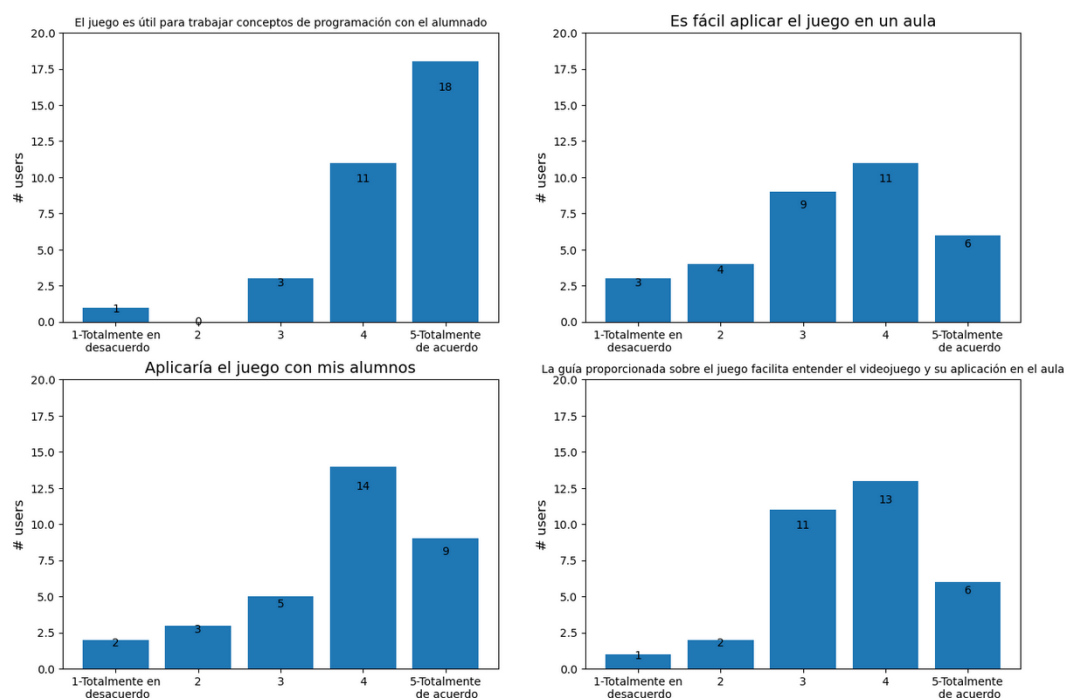 El juego es útil para trabajar conceptos de programación con el alumnado
20.0
17.5
15.0
12.5
10.0
7.5
5.0
2.5
0.0
# users
1
0
3
11
18
1-Totalmente en
desacuerdo
2
3
4
5-Totalmente
de acuerdo
Es fácil aplicar el juego en un aula
20.0
17.5
15.0
12.5
10.0
7.5
5.0
2.5
0.0
# users
3
4
9
11
6
1-Totalmente en
desacuerdo
2
3
4
5-Totalmente
de acuerdo
Aplicaría el juego con mis alumnos
20.0
17.5
15.0
12.5
10.0
7.5
5.0
2.5
0.0
# users
2
3
5
14
9
1-Totalmente en
desacuerdo
2
3
4
5-Totalmente
de acuerdo
La guía proporcionada sobre el juego facilita entender el videojuego y su aplicación en el aula
20.0
17.5
15.0
12.5
10.0
7.5
5.0
2.5
0.0
# users
1
2
11
13
6
1-Totalmente en
desacuerdo
2
3
4
5-Totalmente
de acuerdo